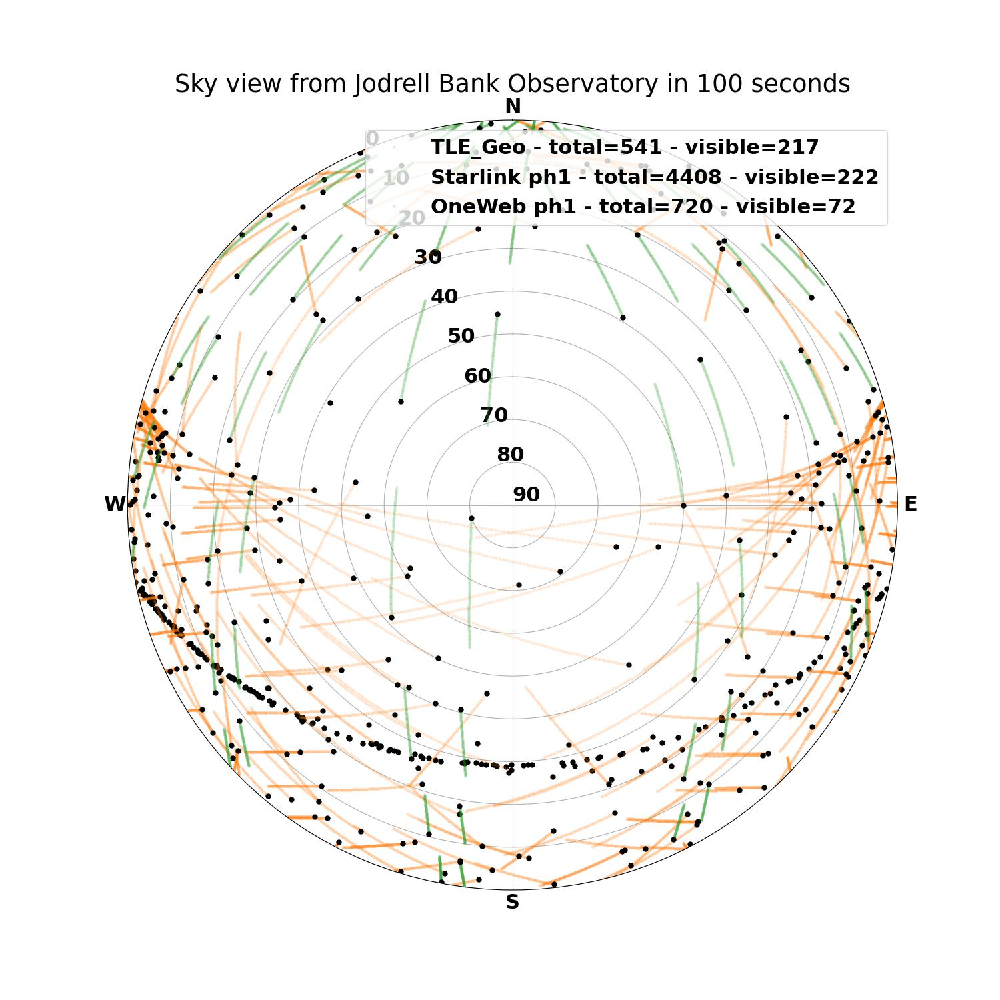 Sky view from Jodrell Bank Observatory in 100 seconds
N
0
TLE_Geo - total=541 - visible=217
10
Starlink ph1 - total=4408 - visible=222
OneWeb ph1 - total=720 - visible=72
20
30
40
50
60
70
80
90
W
E
S